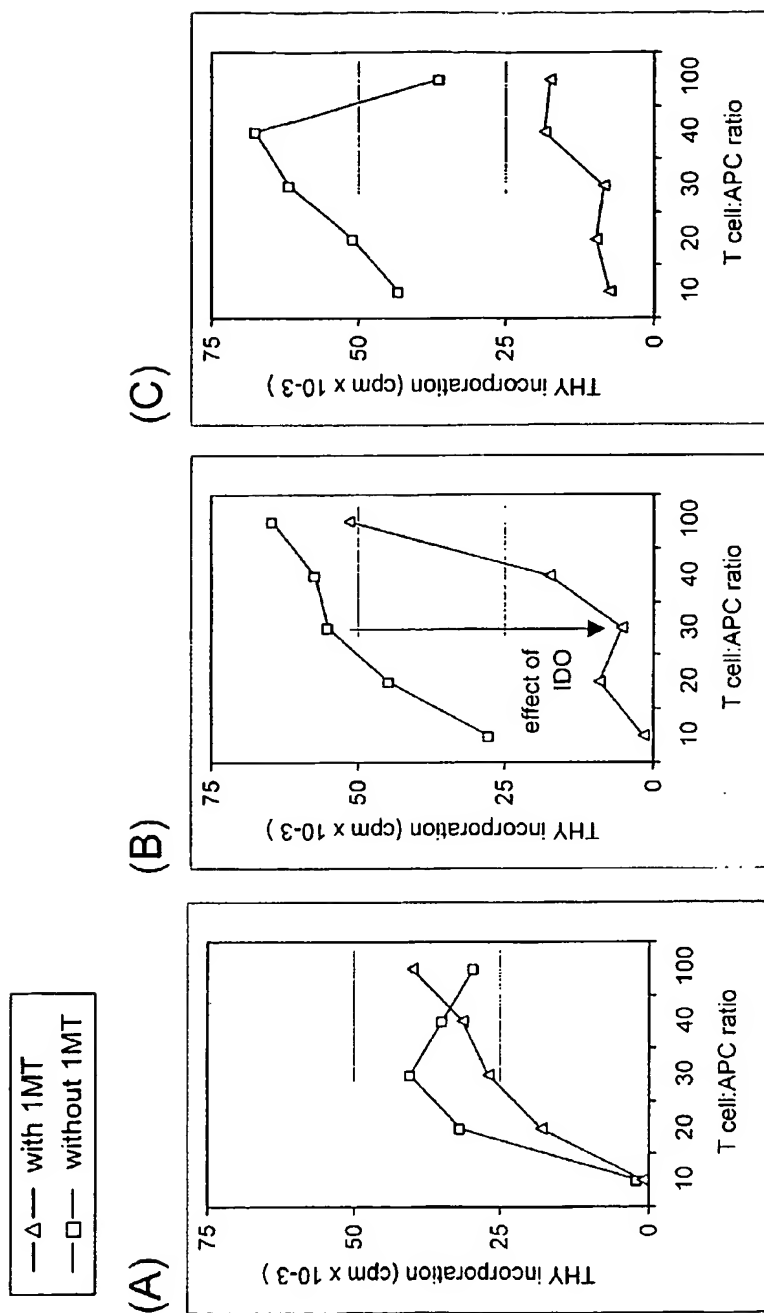 —Δ— with 1MT
—□— without 1MT
(A)
THY incorporation (cpm x 10-3 )
75
50
25
0
10 20 30 40 100
T cell:APC ratio
(B)
THY incorporation (cpm x 10-3 )
75
50
25
0
effect of
IDO
10 20 30 40 100
T cell:APC ratio
(C)
THY incorporation (cpm x 10-3 )
75
50
25
0
10 20 30 40 100
T cell:APC ratio